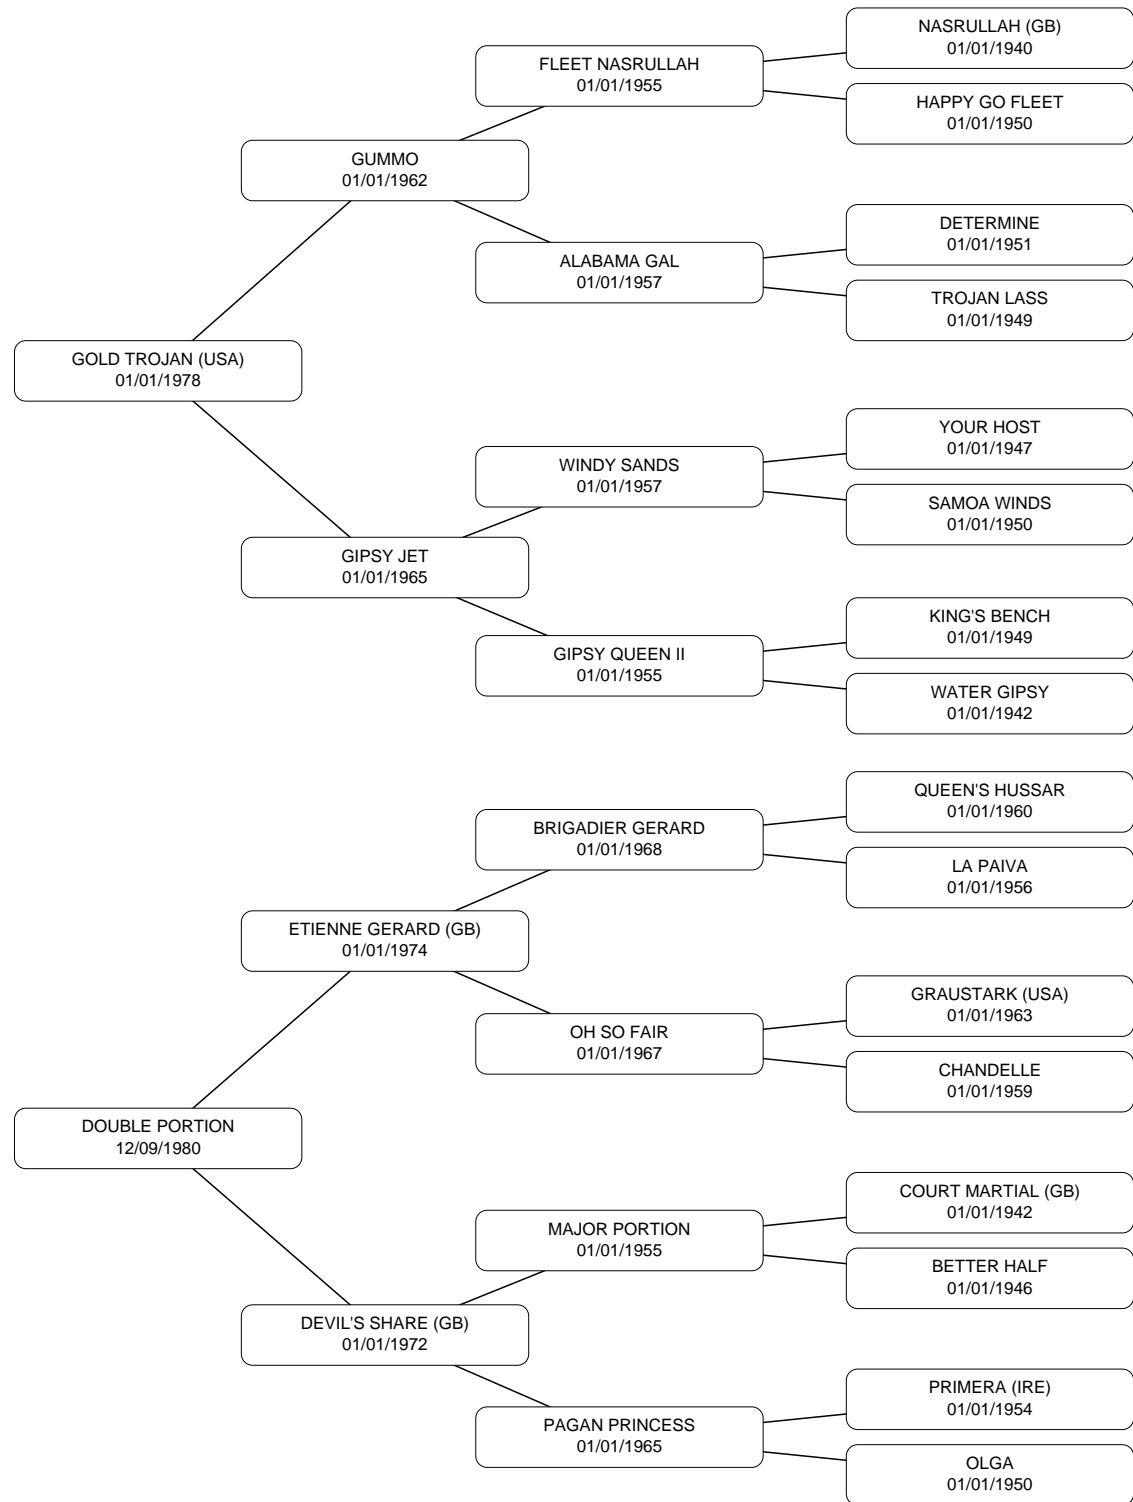 NASRULLAH (GB)
01/01/1940
FLEET NASRULLAH
01/01/1955
HAPPY GO FLEET
01/01/1950
GUMMO
01/01/1962
DETERMINE
01/01/1951
ALABAMA GAL
01/01/1957
TROJAN LASS
01/01/1949
GOLD TROJAN (USA)
01/01/1978
YOUR HOST
01/01/1947
WINDY SANDS
01/01/1957
SAMOA WINDS
01/01/1950
GIPSY JET
01/01/1965
KING'S BENCH
01/01/1949
GIPSY QUEEN II
01/01/1955
WATER GIPSY
01/01/1942
QUEEN'S HUSSAR
01/01/1960
BRIGADIER GERARD
01/01/1968
LA PAIVA
01/01/1956
ETIENNE GERARD (GB)
01/01/1974
GRAUSTARK (USA)
01/01/1963
OH SO FAIR
01/01/1967
CHANDELLE
01/01/1959
DOUBLE PORTION
12/09/1980
COURT MARTIAL (GB)
01/01/1942
MAJOR PORTION
01/01/1955
BETTER HALF
01/01/1946
DEVIL'S SHARE (GB)
01/01/1972
PRIMERA (IRE)
01/01/1954
PAGAN PRINCESS
01/01/1965
OLGA
01/01/1950